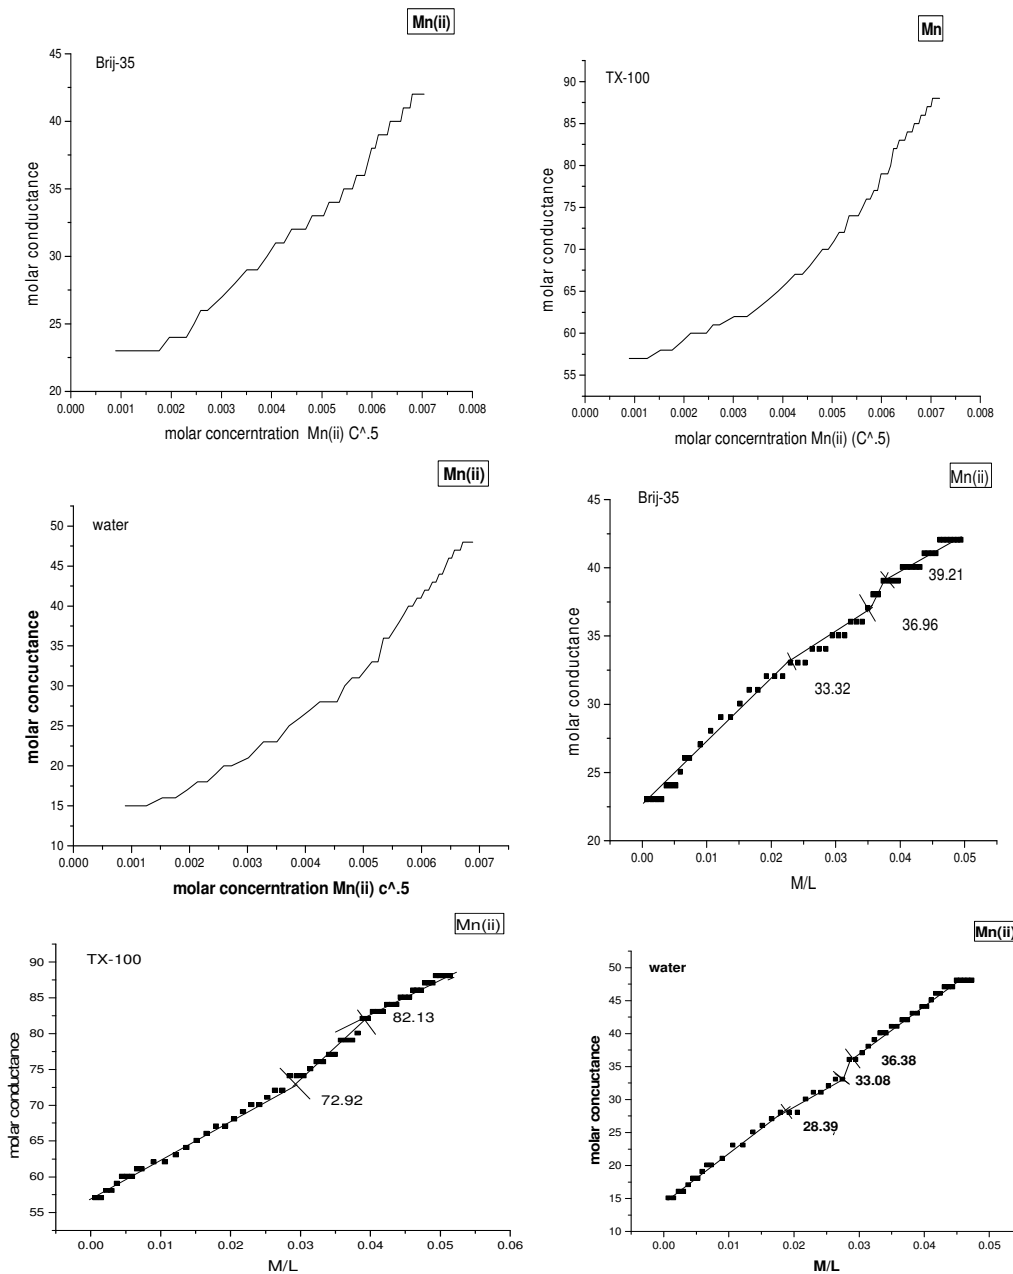 Mn(ii)
Brij-35
45
40
35
30
25
20
molar conductance
0.000 0.001 0.002 0.003 0.004 0.005 0.006 0.007 0.008
molar concerntration Mn(ii) C^.5
Mn
TX-100
90
85
80
75
70
65
60
55
molar conductance
0.000 0.001 0.002 0.003 0.004 0.005 0.006 0.007 0.008
molar concerntration Mn(ii) (C^.5)
Mn(ii)
water
50
45
40
35
30
25
20
15
10
molar concuctance
0.000 0.001 0.002 0.003 0.004 0.005 0.006 0.007
molar concerntration Mn(ii) c^.5
Mn(ii)
Brij-35
45
40
35
30
25
20
molar conductance
39.21
36.96
33.32
0.00 0.01 0.02 0.03 0.04 0.05
M/L
Mn(ii)
TX-100
90
85
80
75
70
65
60
55
molar conductance
82.13
72.92
0.00 0.01 0.02 0.03 0.04 0.05 0.06
M/L
Mn(ii)
water
50
45
40
35
30
25
20
15
10
molar concuctance
36.38
33.08
28.39
0.00 0.01 0.02 0.03 0.04 0.05
M/L